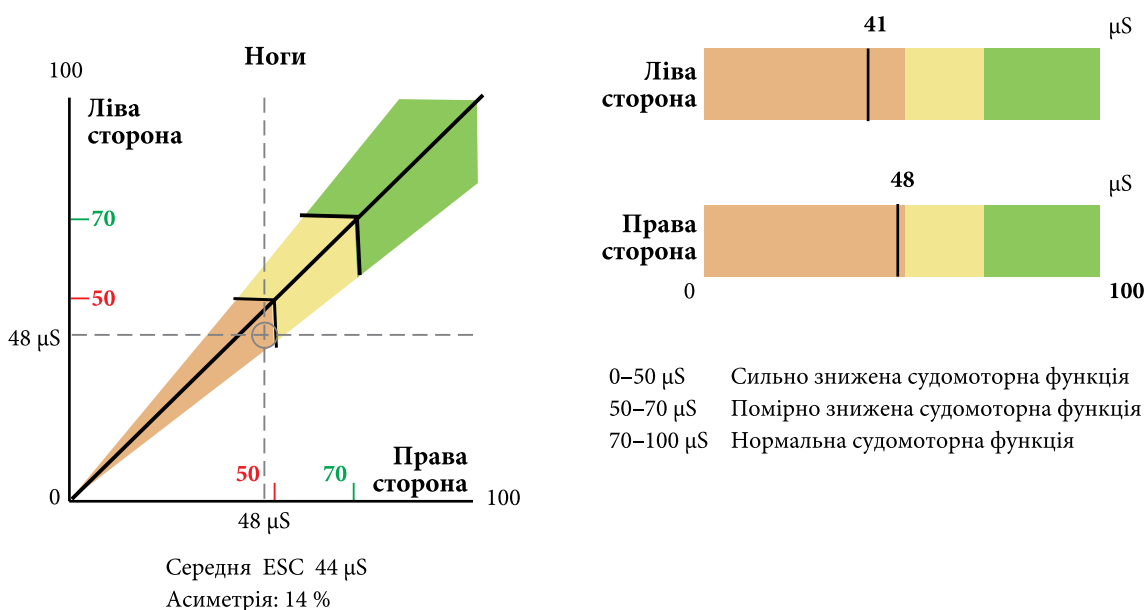 Ноги
100
Ліва
сторона
70
50
48 µS
0
50
70
Права
сторона
100
48 µS
Середня ESC 44 µS
Асиметрія: 14 %
41
µS
Ліва
сторона
48
µS
Права
сторона
0
100
0–50 µS Сильно знижена судомоторна функція
50–70 µS Помірно знижена судомоторна функція
70–100 µS Нормальна судомоторна функція